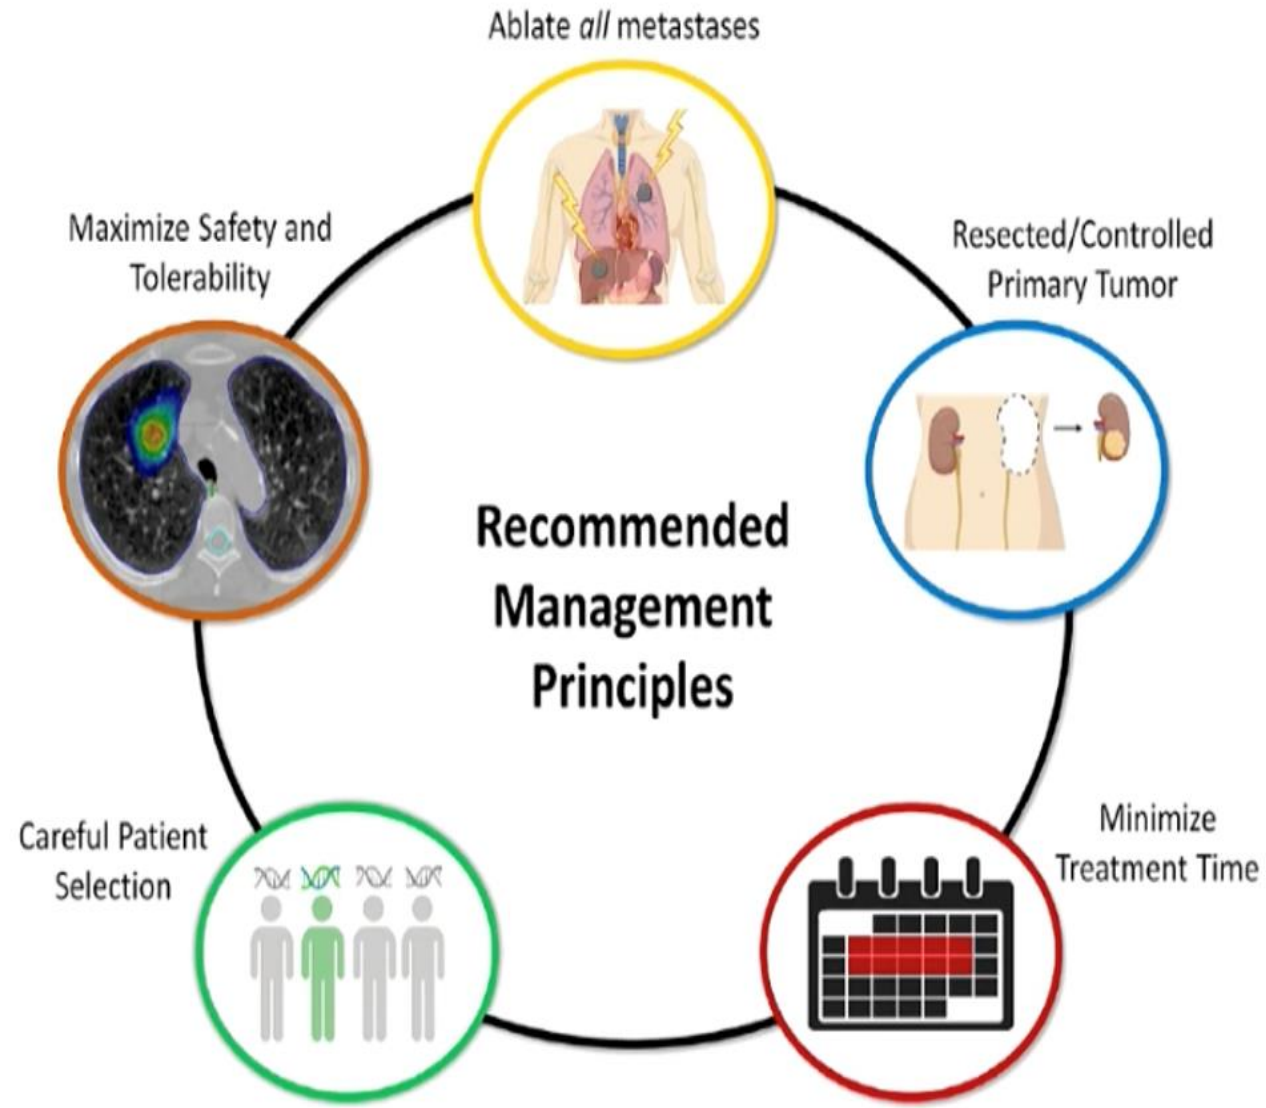 Ablate all metastases
Maximize Safety and
Tolerability
Resected/Controlled
Primary Tumor
Recommended
Management
Principles
Careful Patient
Selection
Minimize
Treatment Time